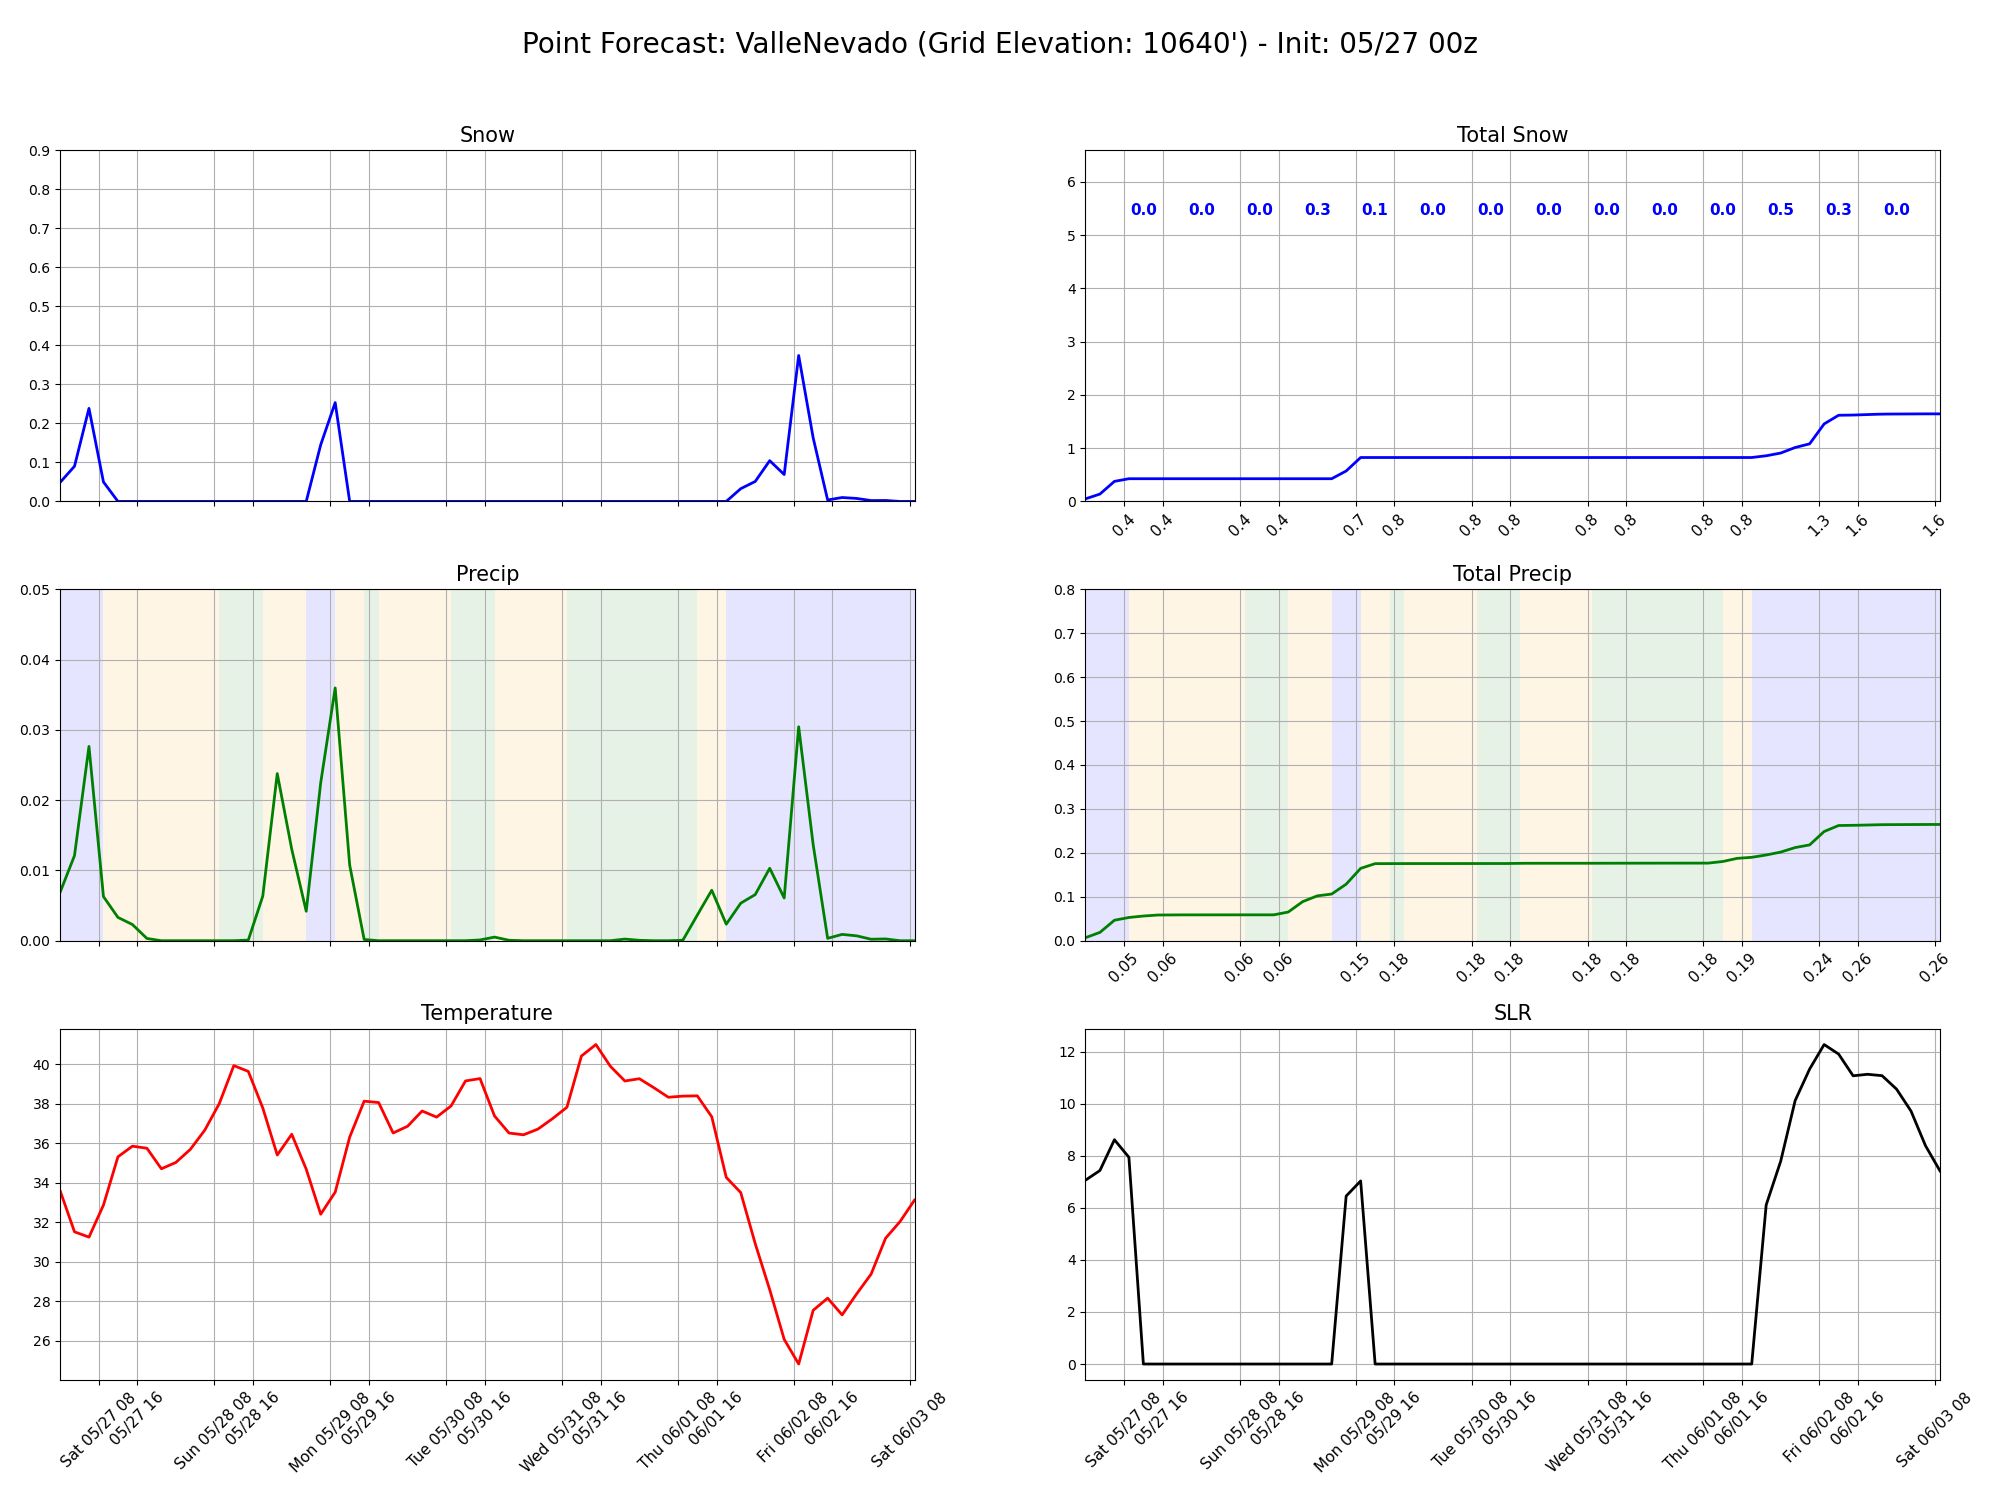 Point Forecast: ValleNevado (Grid Elevation: 10640') - Init: 05/27 00z
Snow
0.9
0.8
0.7
0.6
0.5
0.4
0.3
0.2
0.1
0.0
Total Snow
6
5
4
3
2
1
0
0.0 0.0 0.0 0.3 0.1 0.0 0.0 0.0 0.0 0.0 0.0 0.5 0.3 0.0
0.4 0.4 0.4 0.4 0.7 0.8 0.8 0.8 0.8 0.8 0.8 0.8 1.3 1.6 1.6
Precip
0.05
0.04
0.03
0.02
0.01
0.00
Total Precip
0.8
0.7
0.6
0.5
0.4
0.3
0.2
0.1
0.0
0.05 0.06 0.06 0.06 0.15 0.18 0.18 0.18 0.18 0.18 0.18 0.19 0.24 0.26 0.26
Temperature
40
38
36
34
32
30
28
26
Sat 05/27 08
05/27 16
Sun 05/28 08
05/28 16
Mon 05/29 08
05/29 16
Tue 05/30 08
05/30 16
Wed 05/31 08
05/31 16
Thu 06/01 08
06/01 16
Fri 06/02 08
06/02 16
Sat 06/03 08
SLR
12
10
8
6
4
2
0
Sat 05/27 08
05/27 16
Sun 05/28 08
05/28 16
Mon 05/29 08
05/29 16
Tue 05/30 08
05/30 16
Wed 05/31 08
05/31 16
Thu 06/01 08
06/01 16
Fri 06/02 08
06/02 16
Sat 06/03 08